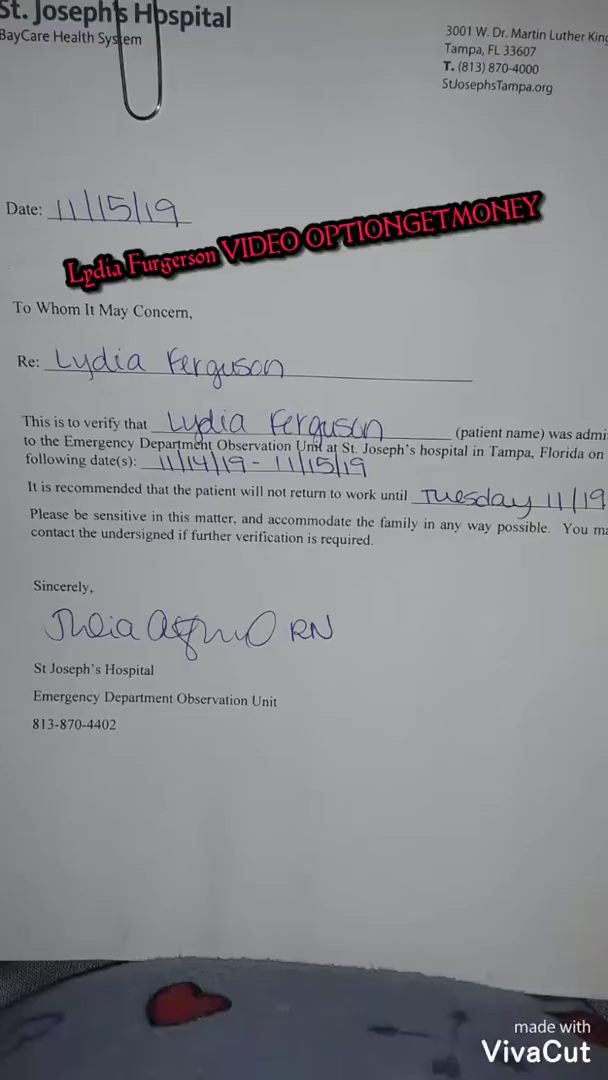 St. Joseph's Hospital
BayCare Health System
3001 W. Dr. Martin Luther King
Tampa, FL 33607
T. (813) 870-4000
StJosephsTampa.org
Date: 11/15/19
Lydia Furgerson VIDEO OPTIONGETMONEY
To Whom It May Concern,
Re: Lydia Ferguson
This is to verify that Lydia Ferguson (patient name) was admi
to the Emergency Department Observation Unit at St. Joseph's hospital in Tampa, Florida on
following date(s): 11/14/19 - 11/15/19
It is recommended that the patient will not return to work until Tuesday 11/19
Please be sensitive in this matter, and accommodate the family in any way possible. You ma
contact the undersigned if further verification is required.
Sincerely,
RN
St Joseph's Hospital
Emergency Department Observation Unit
813-870-4402
made with
VivaCut